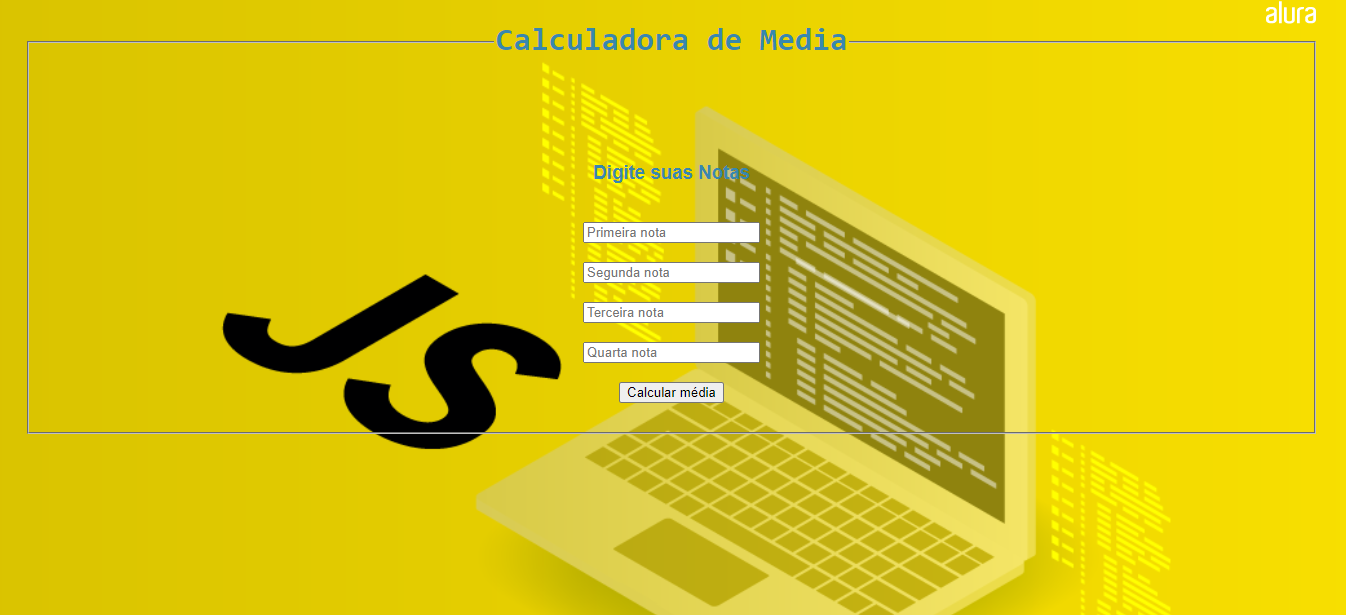 alura
Calculadora de Media
Digite suas Notas
Primeira nota
Segunda nota
Terceira nota
Quarta nota
Calcular média
JS